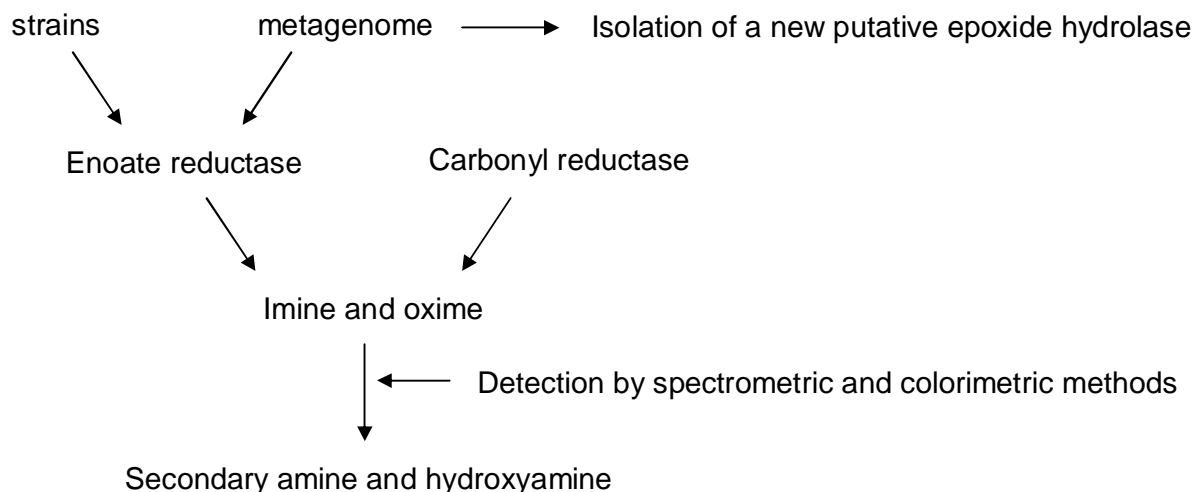 strains metagenome Isolation of a new putative epoxide hydrolase
Enoate reductase Carbonyl reductase
Imine and oxime
Detection by spectrometric and colorimetric methods
Secondary amine and hydroxyamine